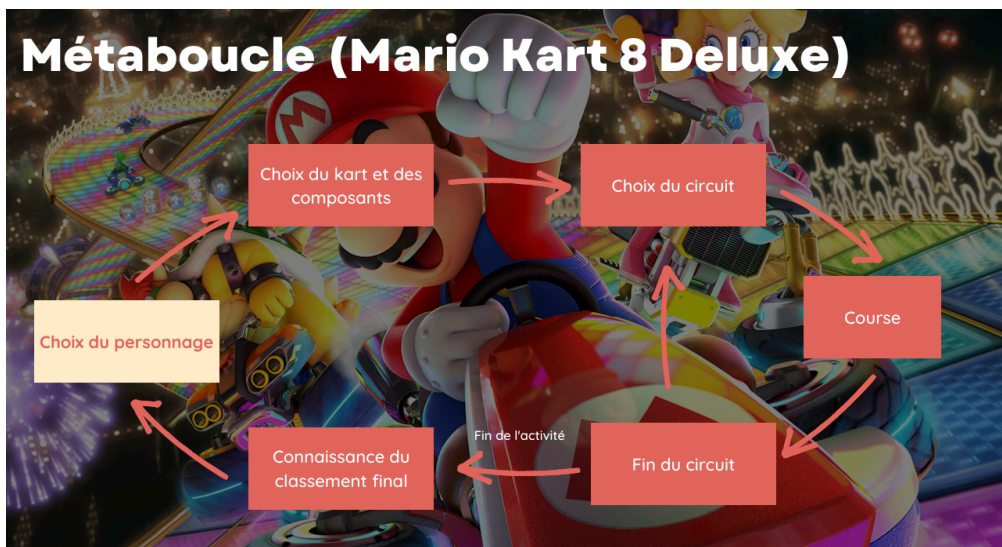 Métaboucle (Mario Kart 8 Deluxe)
Choix du kart et des
composants
Choix du circuit
Course
Choix du personnage
Fin de l'activité
Connaissance du
classement final
Fin du circuit
M